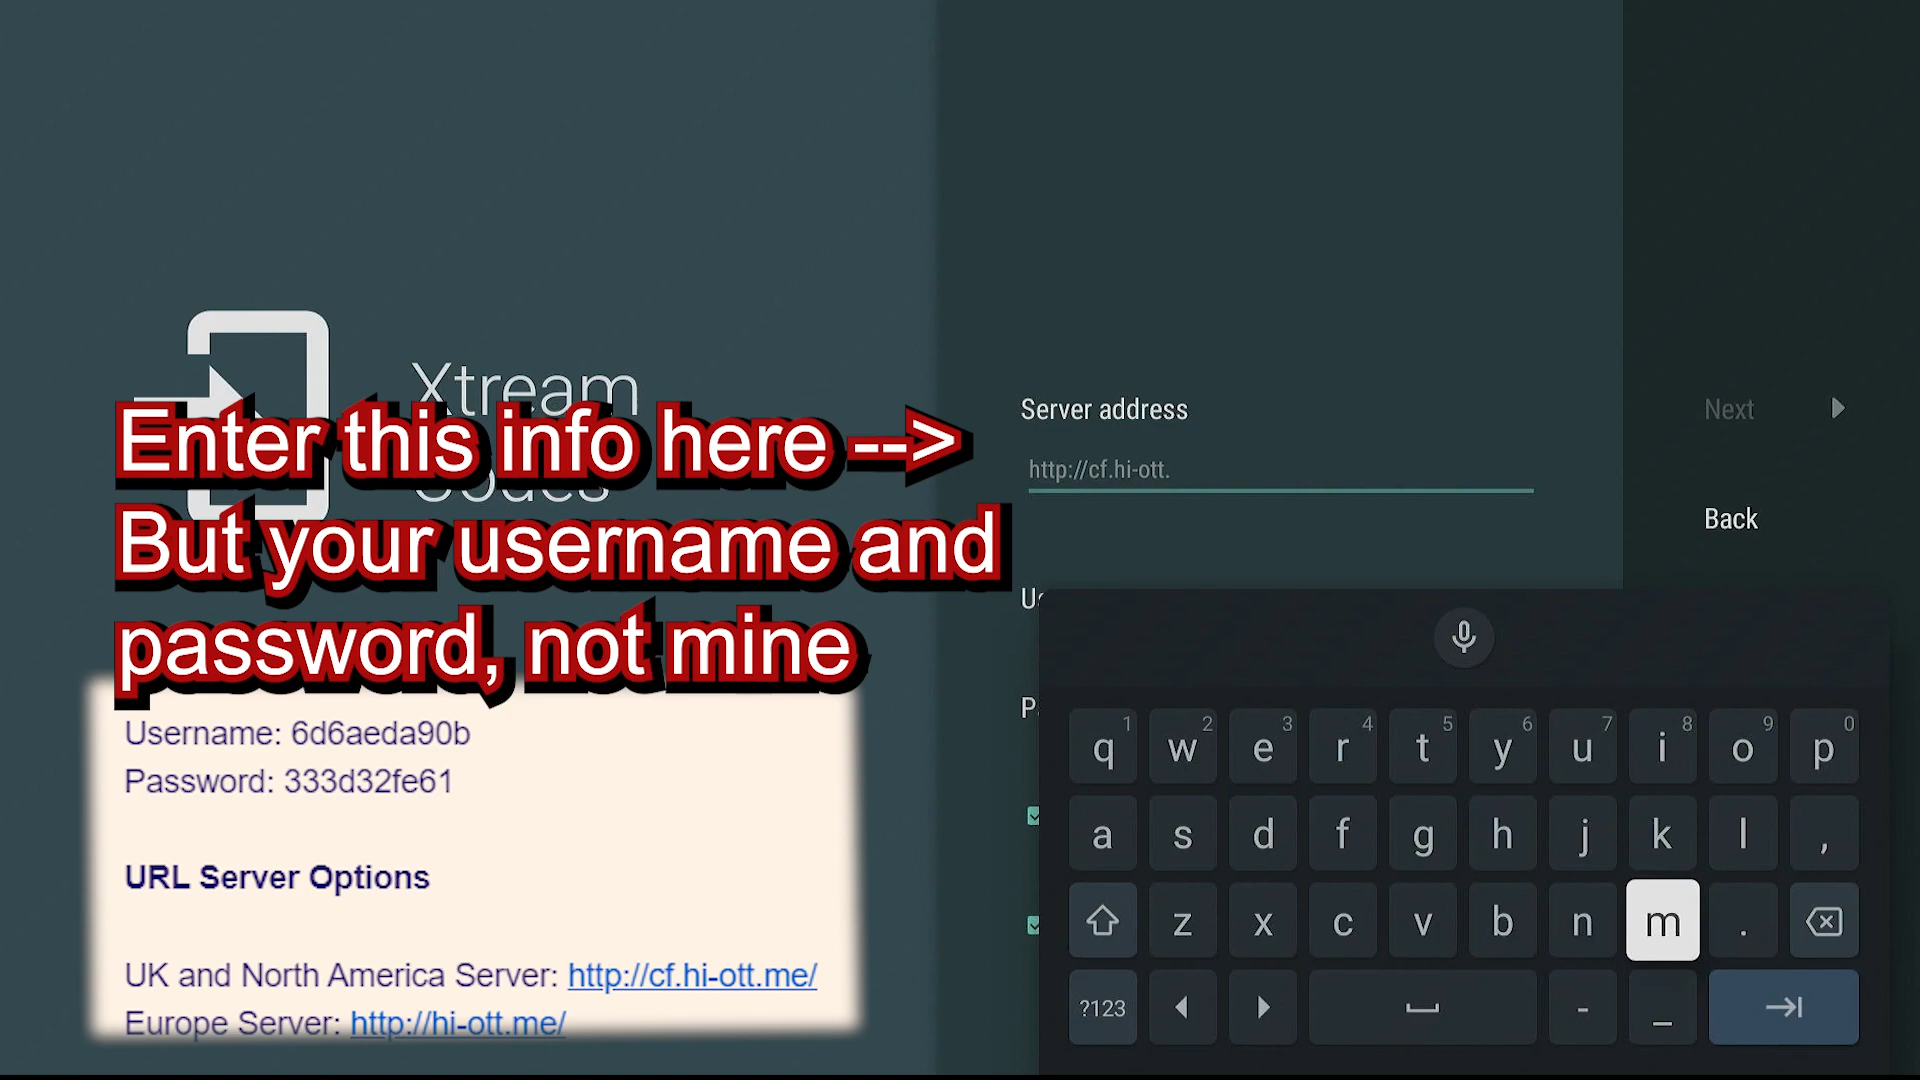 Xtream
Codes
Enter this info here -->
But your username and
password, not mine
Username: 6d6aeda90b
Password: 333d32fe61
URL Server Options
UK and North America Server: http://cf.hi-ott.me/
Europe Server: http://hi-ott.me/
Server address
http://cf.hi-ott.
Next
Back
q 1 w 2 e 3 r 4 t 5 y 6 u 7 i 8 o 9 p 0
a s d f g h j k l ,
z x c v b n m .
?123 - _